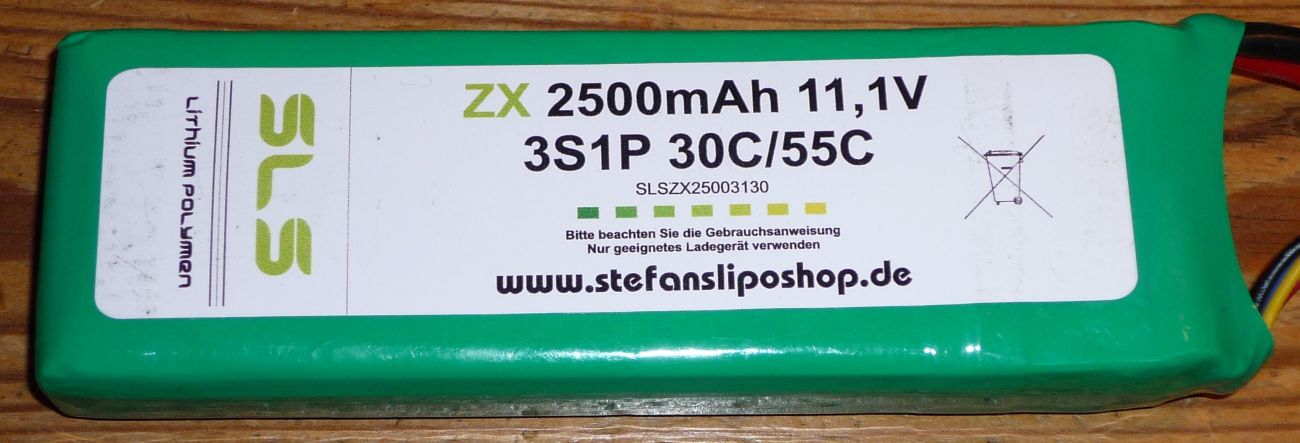 SLS
Lithium Polymer
ZX 2500mAh 11,1V
3S1P 30C/55C
SLSZX25003130
Bitte beachten Sie die Gebrauchsanweisung
Nur geeignetes Ladegerät verwenden
www.stefansliposhop.de